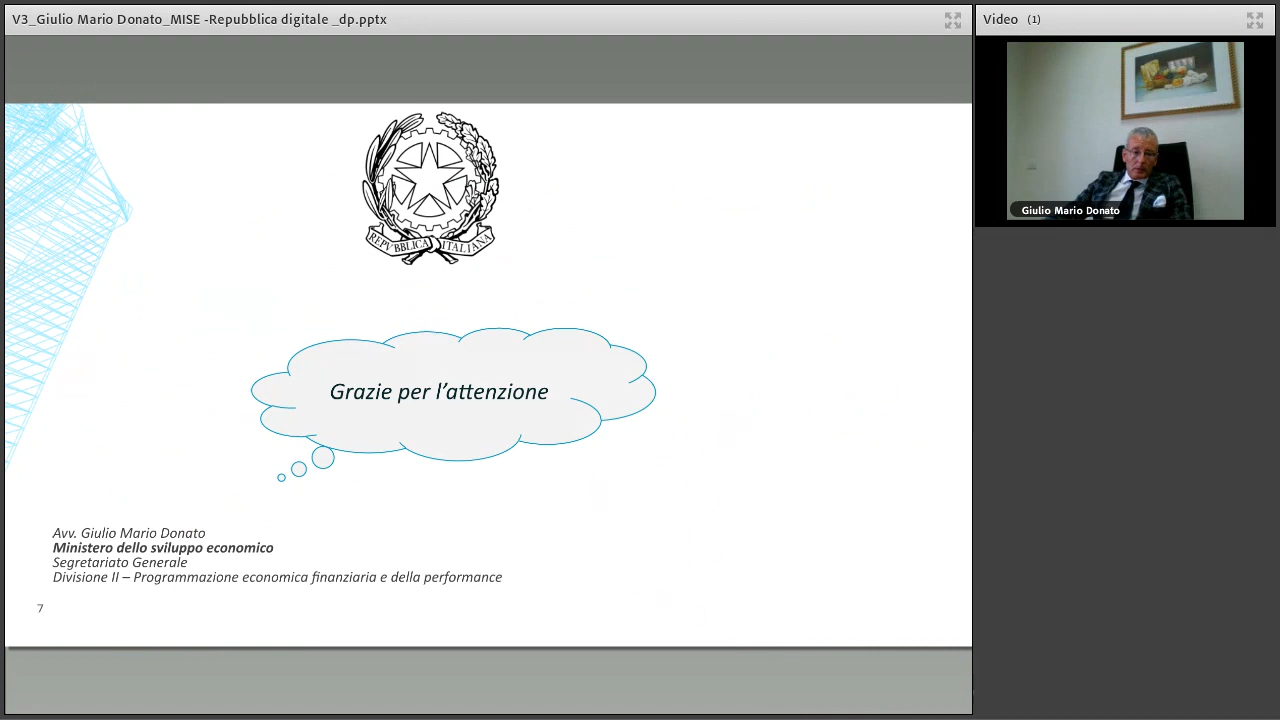 V3_Giulio Mario Donato_MISE -Repubblica digitale _dp.pptx
Video (1)
Giulio Mario Donato
REPVBBLICA ITALIANA
Grazie per l’attenzione
Avv. Giulio Mario Donato
Ministero dello sviluppo economico
Segretariato Generale
Divisione II – Programmazione economica finanziaria e della performance
7